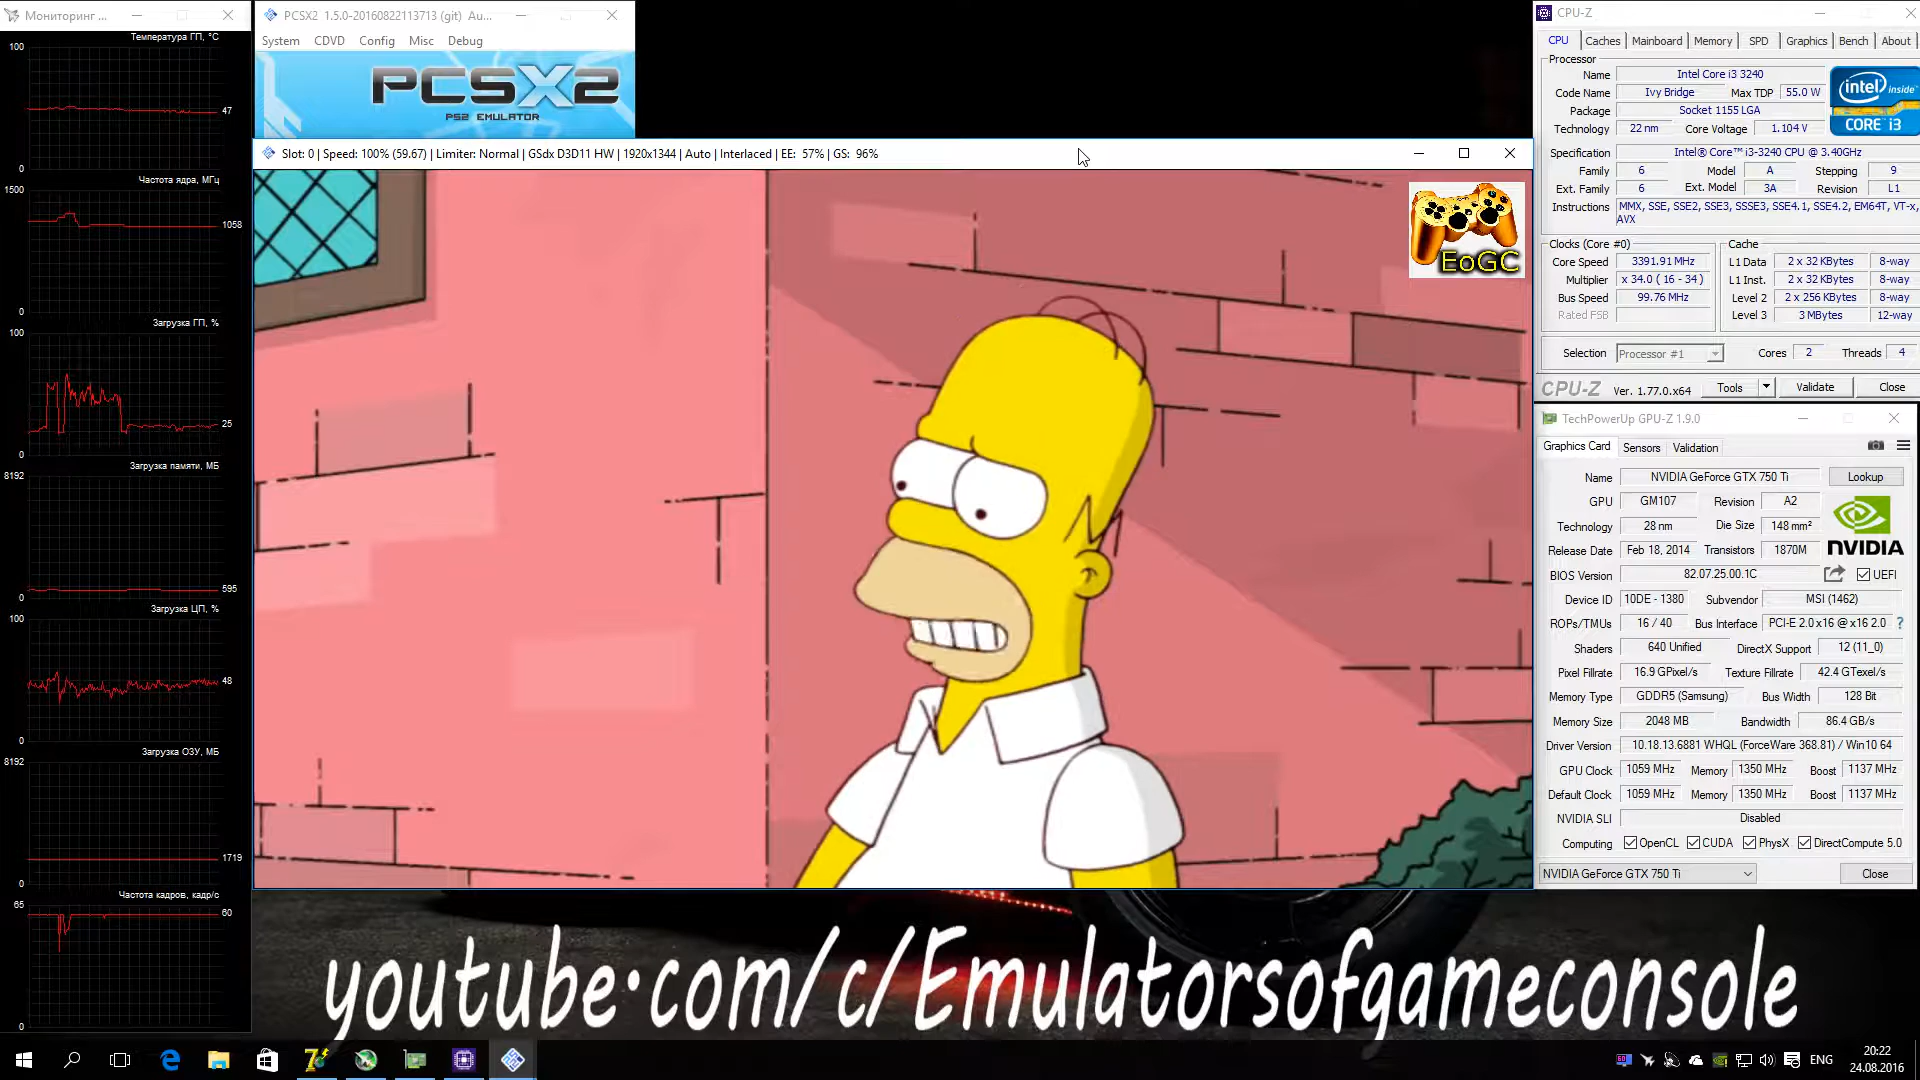 Мониторинг ...
Температура ГП, °C
100
47
0
Частота ядра, МГц
1500
1058
0
Загрузка ГП, %
100
25
0
Загрузка памяти, МБ
8192
595
0
Загрузка ЦП, %
100
48
0
Загрузка ОЗУ, МБ
8192
1719
0
Частота кадров, кадр/с
65
60
0
PCSX2 1.5.0-20160822113713 (git) Au...
System CDVD Config Misc Debug
PCSX2
PS2 EMULATOR
Slot: 0 | Speed: 100% (59.67) | Limiter: Normal | GSdx D3D11 HW | 1920x1344 | Auto | Interlaced | EE: 57% | GS: 96%
EoGC
CPU-Z
CPU Caches Mainboard Memory SPD Graphics Bench About
Processor
Name Intel Core i3 3240
Code Name Ivy Bridge Max TDP 55.0 W
Package Socket 1155 LGA
Technology 22 nm Core Voltage 1.104 V
intel inside™
CORE i3
Specification Intel® Core™ i3-3240 CPU @ 3.40GHz
Family 6 Model A Stepping 9
Ext. Family 6 Ext. Model 3A Revision L1
Instructions MMX, SSE, SSE2, SSE3, SSSE3, SSE4.1, SSE4.2, EM64T, VT-x,
AVX
Clocks (Core #0) Cache
Core Speed 3391.91 MHz L1 Data 2 x 32 KBytes 8-way
Multiplier x 34.0 ( 16 - 34 ) L1 Inst. 2 x 32 KBytes 8-way
Bus Speed 99.76 MHz Level 2 2 x 256 KBytes 8-way
Rated FSB Level 3 3 MBytes 12-way
Selection Processor #1 Cores 2 Threads 4
CPU-Z Ver. 1.77.0.x64 Tools Validate Close
TechPowerUp GPU-Z 1.9.0
Graphics Card Sensors Validation
Name NVIDIA GeForce GTX 750 Ti Lookup
GPU GM107 Revision A2
Technology 28 nm Die Size 148 mm²
Release Date Feb 18, 2014 Transistors 1870M
NVIDIA
BIOS Version 82.07.25.00.1C UEFI
Device ID 10DE - 1380 Subvendor MSI (1462)
ROPs/TMUs 16 / 40 Bus Interface PCI-E 2.0 x16 @ x16 2.0 ?
Shaders 640 Unified DirectX Support 12 (11_0)
Pixel Fillrate 16.9 GPixel/s Texture Fillrate 42.4 GTexel/s
Memory Type GDDR5 (Samsung) Bus Width 128 Bit
Memory Size 2048 MB Bandwidth 86.4 GB/s
Driver Version 10.18.13.6881 WHQL (ForceWare 368.81) / Win10 64
GPU Clock 1059 MHz Memory 1350 MHz Boost 1137 MHz
Default Clock 1059 MHz Memory 1350 MHz Boost 1137 MHz
NVIDIA SLI Disabled
Computing OpenCL CUDA PhysX DirectCompute 5.0
NVIDIA GeForce GTX 750 Ti Close
youtube.com/c/Emulatorsofgameconsole
ENG
20:22
24.08.2016